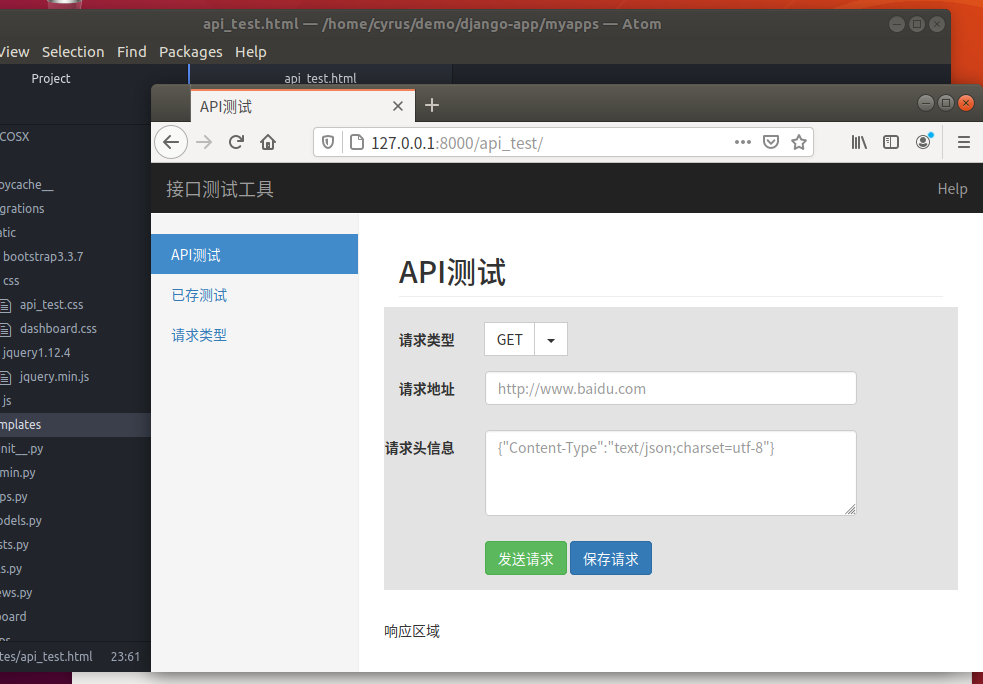 api_test.html — /home/cyrus/demo/django-app/myapps — Atom
View Selection Find Packages Help
Project
api_test.html
API测试
127.0.0.1:8000/api_test/
接口测试工具
Help
COSX
pycache__
grations
atic
bootstrap3.3.7
css
api_test.css
dashboard.css
jquery1.12.4
jquery.min.js
js
mplates
nit__.py
min.py
ps.py
odels.py
sts.py
ls.py
ews.py
board
tes/api_test.html 23:61
API测试
已存测试
请求类型
API测试
请求类型 GET
请求地址 http://www.baidu.com
请求头信息 {"Content-Type":"text/json;charset=utf-8"}
发送请求 保存请求
响应区域